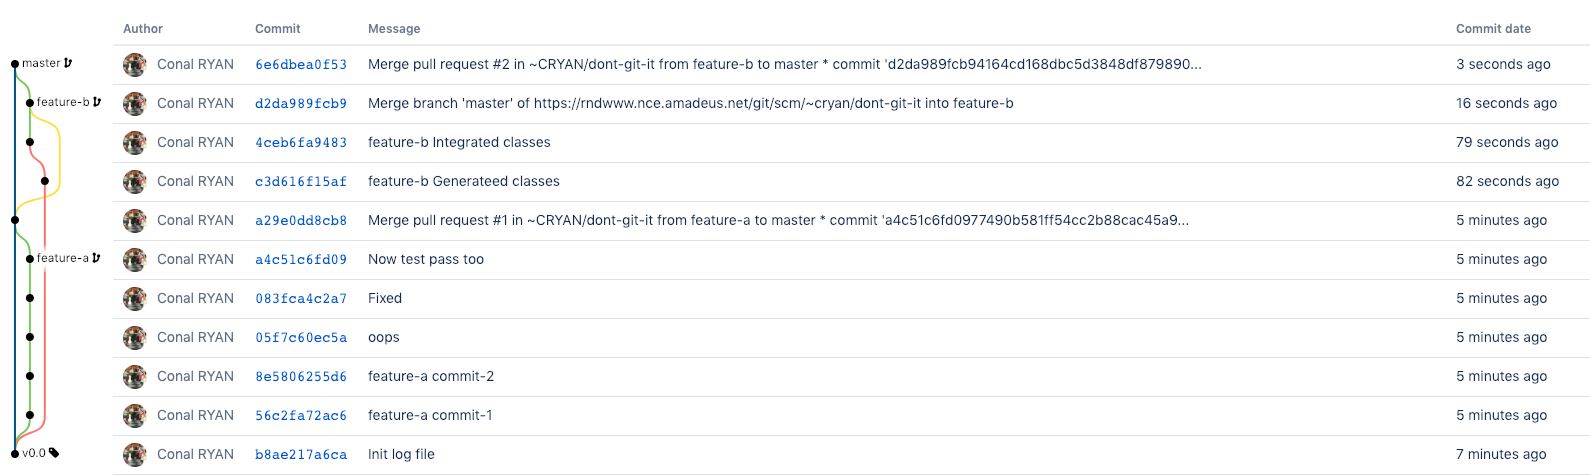 Author Commit Message Commit date
master Conal RYAN 6e6dbea0f53 Merge pull request #2 in ~CRYAN/dont-git-it from feature-b to master * commit 'd2da989fcb94164cd168dbc5d3848df879890... 3 seconds ago
feature-b Conal RYAN d2da989fcb9 Merge branch 'master' of https://rndwww.nce.amadeus.net/git/scm/~cryan/dont-git-it into feature-b 16 seconds ago
Conal RYAN 4ceb6fa9483 feature-b Integrated classes 79 seconds ago
Conal RYAN c3d616f15af feature-b Generateed classes 82 seconds ago
Conal RYAN a29e0dd8cb8 Merge pull request #1 in ~CRYAN/dont-git-it from feature-a to master * commit 'a4c51c6fd0977490b581ff54cc2b88cac45a9... 5 minutes ago
feature-a Conal RYAN a4c51c6fd09 Now test pass too 5 minutes ago
Conal RYAN 083fca4c2a7 Fixed 5 minutes ago
Conal RYAN 05f7c60ec5a oops 5 minutes ago
Conal RYAN 8e5806255d6 feature-a commit-2 5 minutes ago
Conal RYAN 56c2fa72ac6 feature-a commit-1 5 minutes ago
v0.0 Conal RYAN b8ae217a6ca Init log file 7 minutes ago